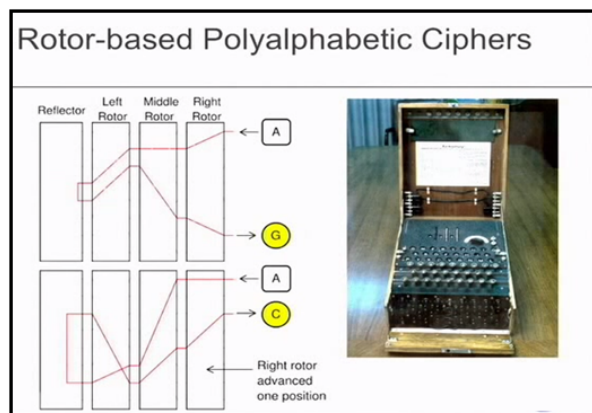 Rotor-based Polyalphabetic Ciphers
Reflector
Left
Rotor
Middle
Rotor
Right
Rotor
A
G
A
C
Right rotor
advanced
one position